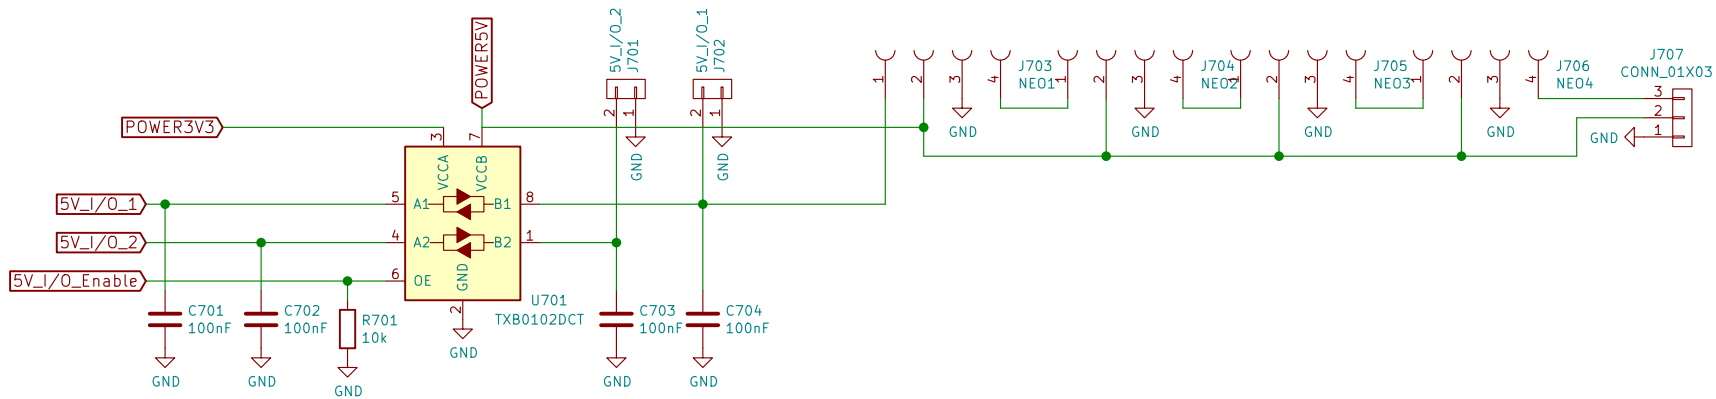 POWER5V
5V_I/O_2
J701
5V_I/O_1
J702
2
1
GND
2
1
GND
1
2
3
4
GND
J703
NEO1
1
2
3
4
GND
J704
NEO2
1
2
3
4
GND
J705
NEO3
1
2
3
4
GND
J706
NEO4
J707
CONN_01X03
3
2
1
GND
POWER3V3
3
7
VCCA
VCCB
5V_I/O_1
5
A1
B1
8
5V_I/O_2
4
A2
B2
1
5V_I/O_Enable
6
OE
GND
2
GND
U701
TXB0102DCT
C701
100nF
GND
C702
100nF
GND
R701
10k
GND
C703
100nF
GND
C704
100nF
GND